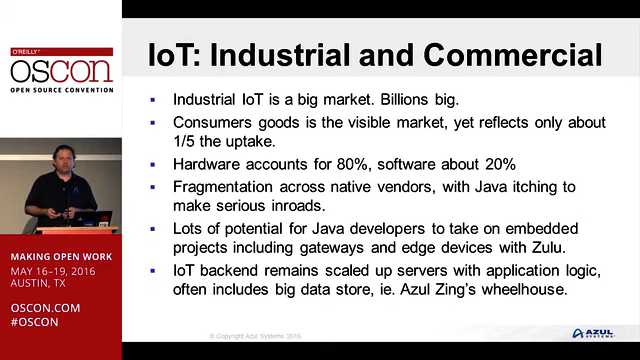 O'REILLY®
OSCON
OPEN SOURCE CONVENTION
MAKING OPEN WORK
MAY 16–19, 2016
AUSTIN, TX
OSCON.COM
#OSCON
IoT: Industrial and Commercial
Industrial IoT is a big market. Billions big.
Consumers goods is the visible market, yet reflects only about
1/5 the uptake.
Hardware accounts for 80%, software about 20%
Fragmentation across native vendors, with Java itching to
make serious inroads.
Lots of potential for Java developers to take on embedded
projects including gateways and edge devices with Zulu.
IoT backend remains scaled up servers with application logic,
often includes big data store, ie. Azul Zing's wheelhouse.
© Copyright Azul Systems 2016
AZUL
SYSTEMS